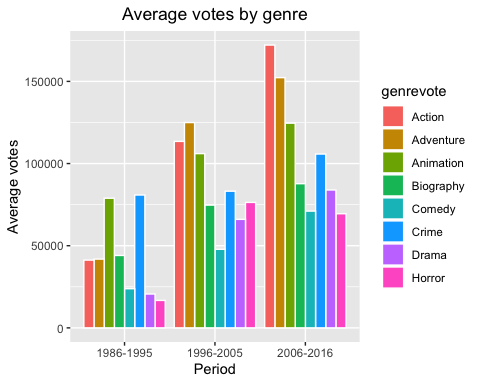 Average votes by genre
Average votes
150000
100000
50000
0
1986-1995
1996-2005
2006-2016
Period
genrevote
Action
Adventure
Animation
Biography
Comedy
Crime
Drama
Horror